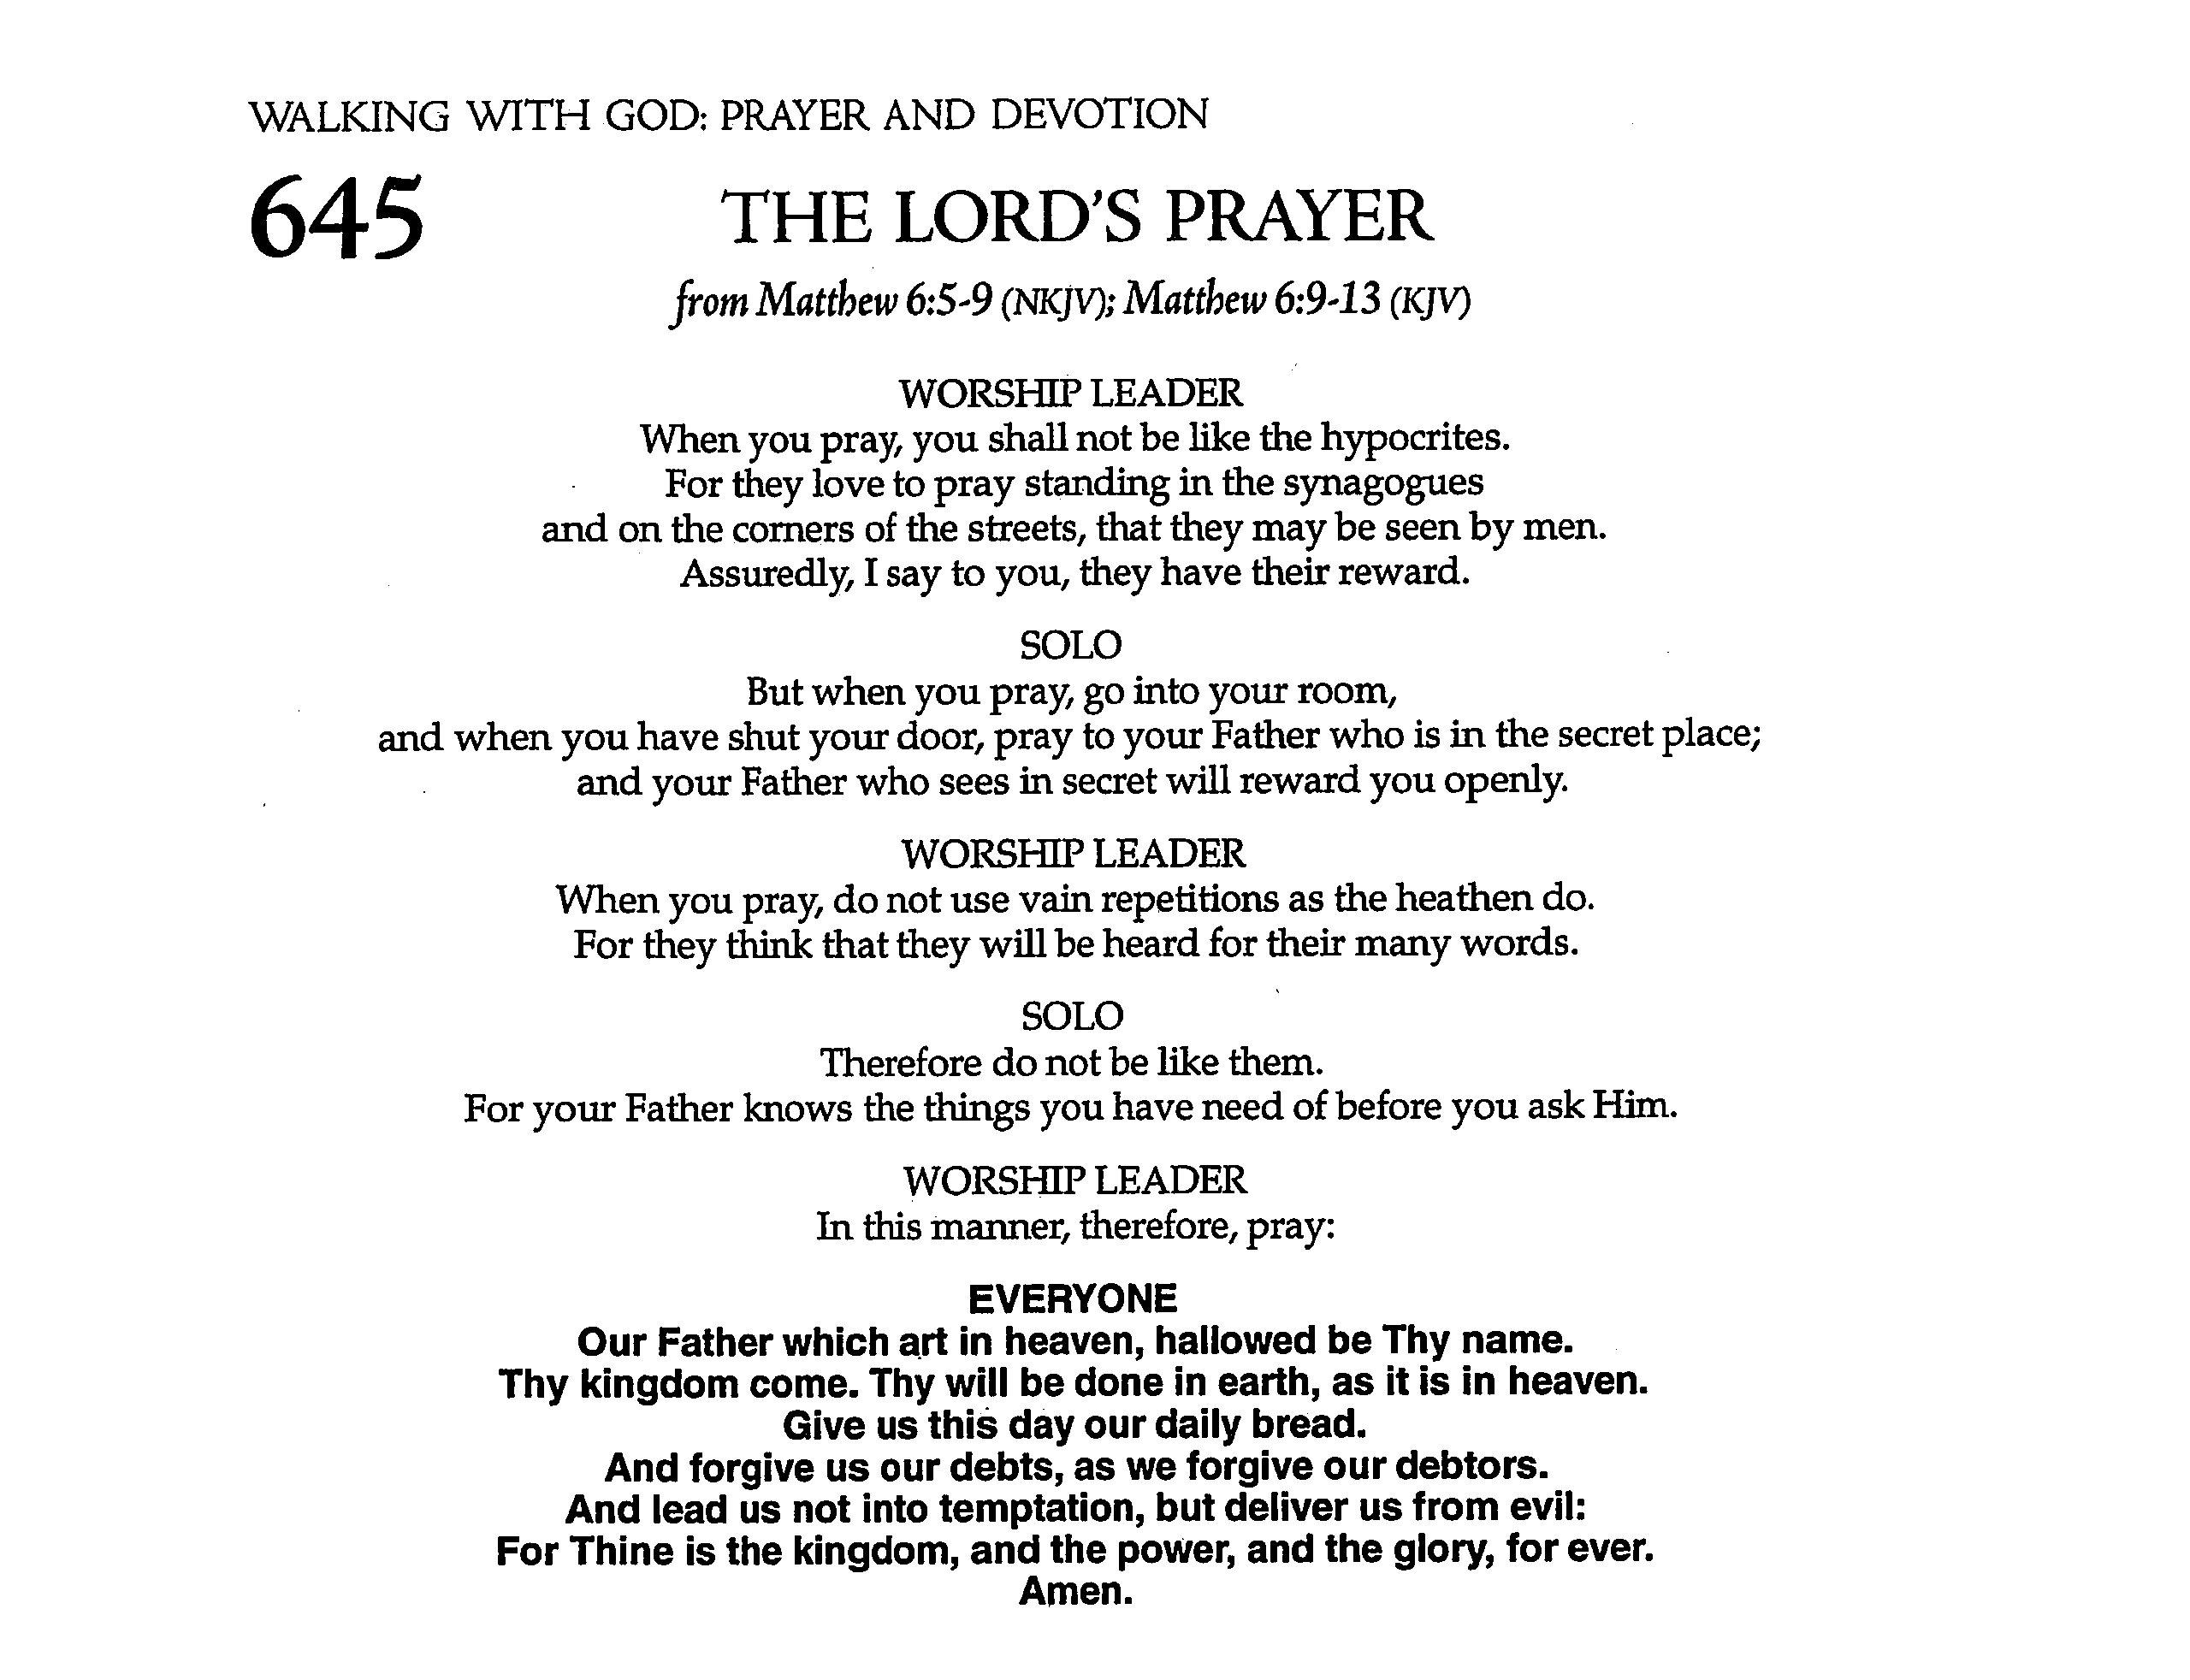 WALKING WITH GOD: PRAYER AND DEVOTION
645
THE LORD'S PRAYER
from Matthew 6:5-9 (NKJV); Matthew 6:9-13 (KJV)
WORSHIP LEADER
When you pray, you shall not be like the hypocrites.
For they love to pray standing in the synagogues
and on the corners of the streets, that they may be seen by men.
Assuredly, I say to you, they have their reward.
SOLO
But when you pray, go into your room,
and when you have shut your door, pray to your Father who is in the secret place;
and your Father who sees in secret will reward you openly.
WORSHIP LEADER
When you pray, do not use vain repetitions as the heathen do.
For they think that they will be heard for their many words.
SOLO
Therefore do not be like them.
For your Father knows the things you have need of before you ask Him.
WORSHIP LEADER
In this manner, therefore, pray:
EVERYONE
Our Father which art in heaven, hallowed be Thy name.
Thy kingdom come. Thy will be done in earth, as it is in heaven.
Give us this day our daily bread.
And forgive us our debts, as we forgive our debtors.
And lead us not into temptation, but deliver us from evil:
For Thine is the kingdom, and the power, and the glory, for ever.
Amen.